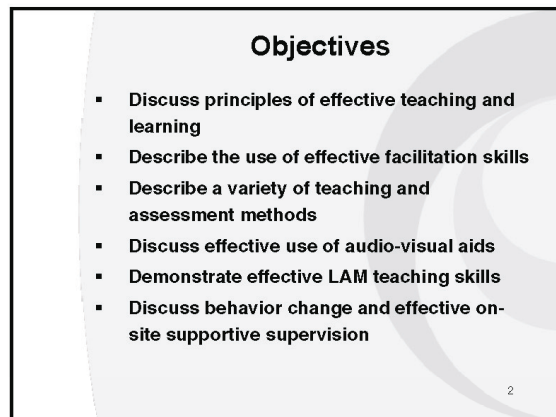 Objectives
▪ Discuss principles of effective teaching and
learning
▪ Describe the use of effective facilitation skills
▪ Describe a variety of teaching and
assessment methods
▪ Discuss effective use of audio-visual aids
▪ Demonstrate effective LAM teaching skills
▪ Discuss behavior change and effective on-
site supportive supervision
2